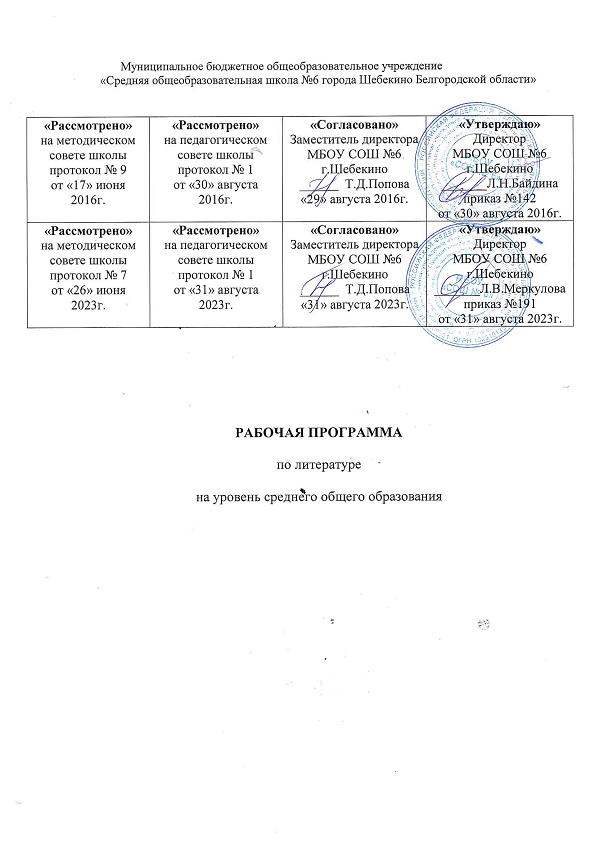 Муниципальное бюджетное общеобразовательное учреждение
«Средняя общеобразовательная школа №6 города Шебекино Белгородской области»
«Рассмотрено»
на методическом
совете школы
протокол № 9
от «17» июня
2016г.
«Рассмотрено»
на педагогическом
совете школы
протокол № 1
от «30» августа
2016г.
«Согласовано»
Заместитель директора
МБОУ СОШ №6
г.Шебекино
______ Т.Д.Попова
«29» августа 2016г.
«Утверждаю»
Директор
МБОУ СОШ №6
г.Шебекино
______Л.Н.Байдина
приказ №142
от «30» августа 2016г.
«Рассмотрено»
на методическом
совете школы
протокол № 7
от «26» июня
2023г.
«Рассмотрено»
на педагогическом
совете школы
протокол № 1
от «31» августа
2023г.
«Согласовано»
Заместитель директора
МБОУ СОШ №6
г.Шебекино
______ Т.Д.Попова
«31» августа 2023г.
«Утверждаю»
Директор
МБОУ СОШ №6
г.Шебекино
______Л.В.Меркулова
приказ №191
от «31» августа 2023г.
РАБОЧАЯ ПРОГРАММА
по литературе
на уровень среднего общего образования